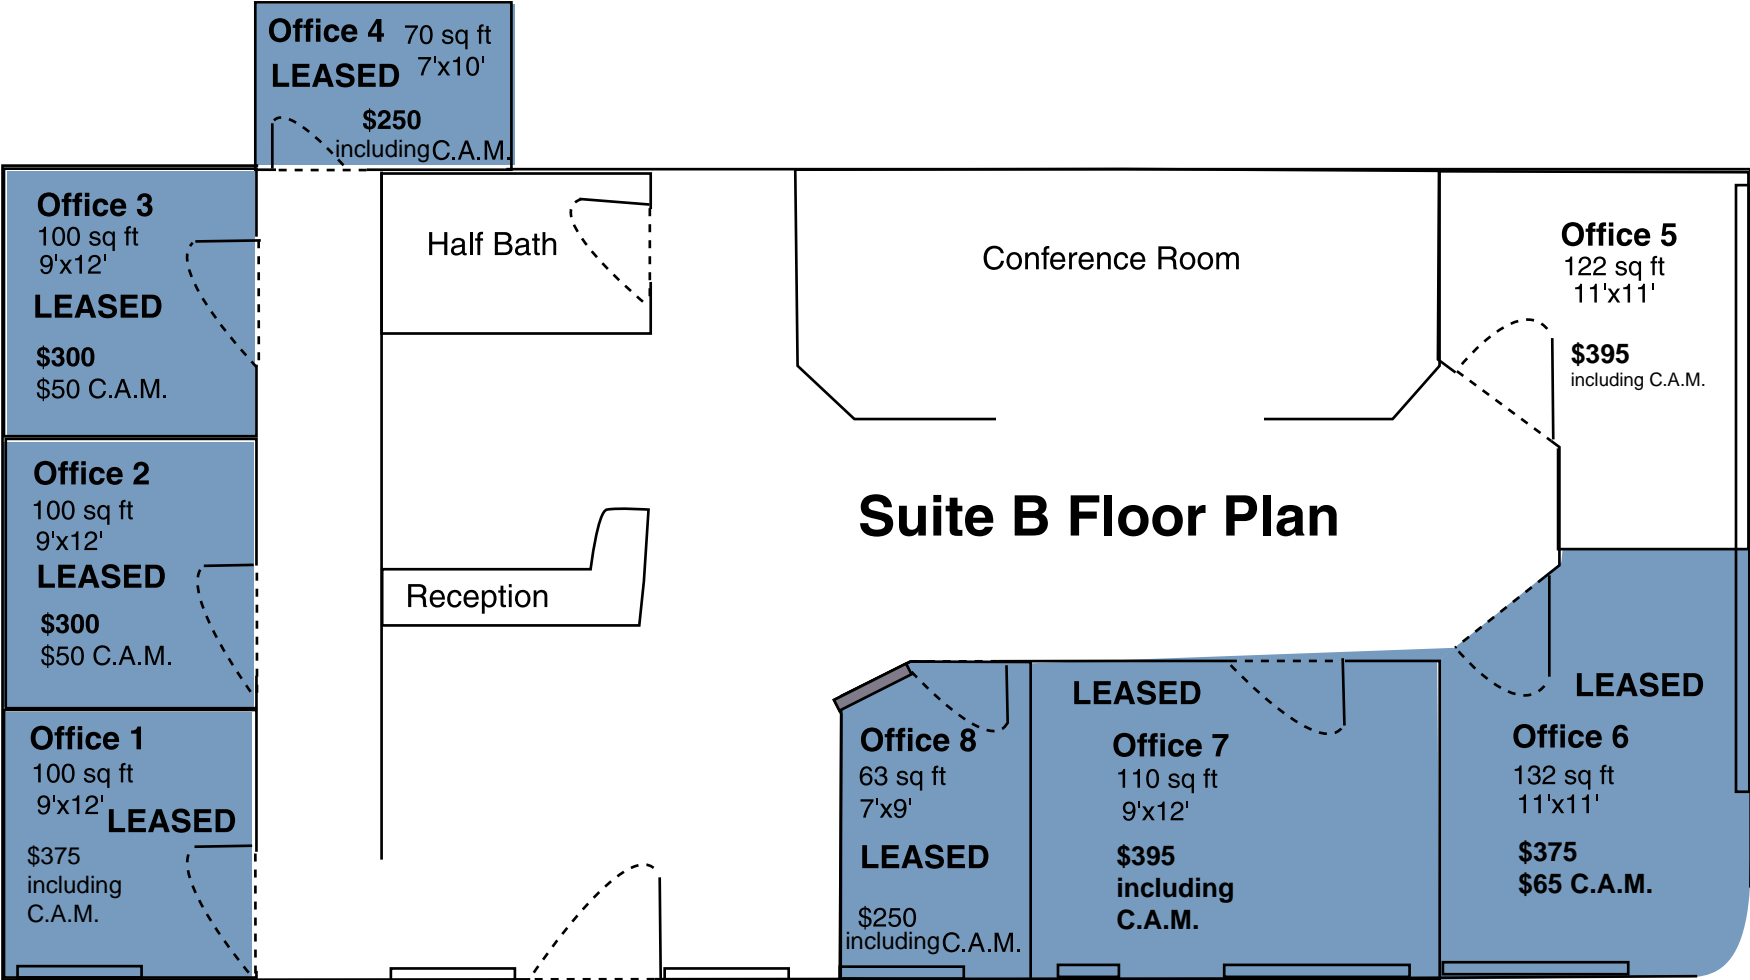 Office 4 70 sq ft
LEASED 7'x10'
$250
including C.A.M.
Office 3
100 sq ft
9'x12'
LEASED
$300
$50 C.A.M.
Half Bath
Conference Room
Office 5
122 sq ft
11'x11'
$395
including C.A.M.
Office 2
100 sq ft
9'x12'
LEASED
$300
$50 C.A.M.
Suite B Floor Plan
Reception
Office 1
100 sq ft
9'x12'
LEASED
$375
including
C.A.M.
Office 8
63 sq ft
7'x9'
LEASED
$250
including C.A.M.
LEASED
Office 7
110 sq ft
9'x12'
$395
including
C.A.M.
LEASED
Office 6
132 sq ft
11'x11'
$375
$65 C.A.M.